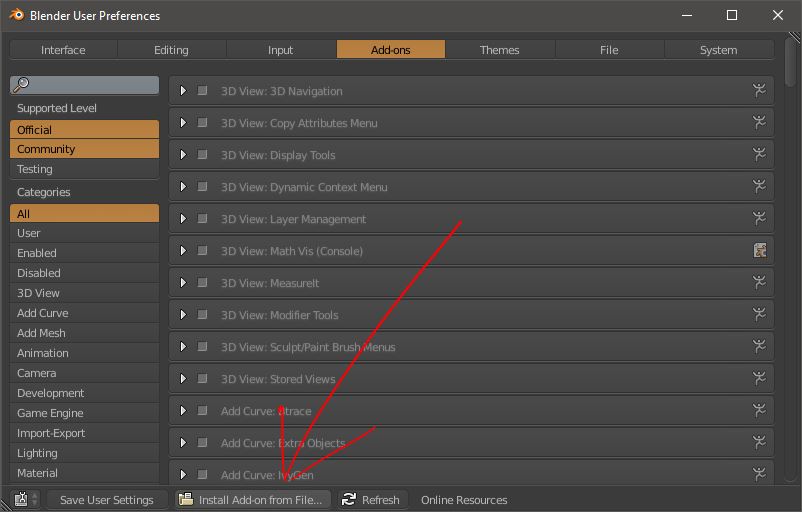 Blender User Preferences
Interface
Editing
Input
Add-ons
Themes
File
System
Supported Level
Official
Community
Testing
Categories
All
User
Enabled
Disabled
3D View
Add Curve
Add Mesh
Animation
Camera
Development
Game Engine
Import-Export
Lighting
Material
3D View: 3D Navigation
3D View: Copy Attributes Menu
3D View: Display Tools
3D View: Dynamic Context Menu
3D View: Layer Management
3D View: Math Vis (Console)
3D View: MeasureIt
3D View: Modifier Tools
3D View: Sculpt/Paint Brush Menus
3D View: Stored Views
Add Curve: Btrace
Add Curve: Extra Objects
Add Curve: IvyGen
Save User Settings
Install Add-on from File...
Refresh
Online Resources